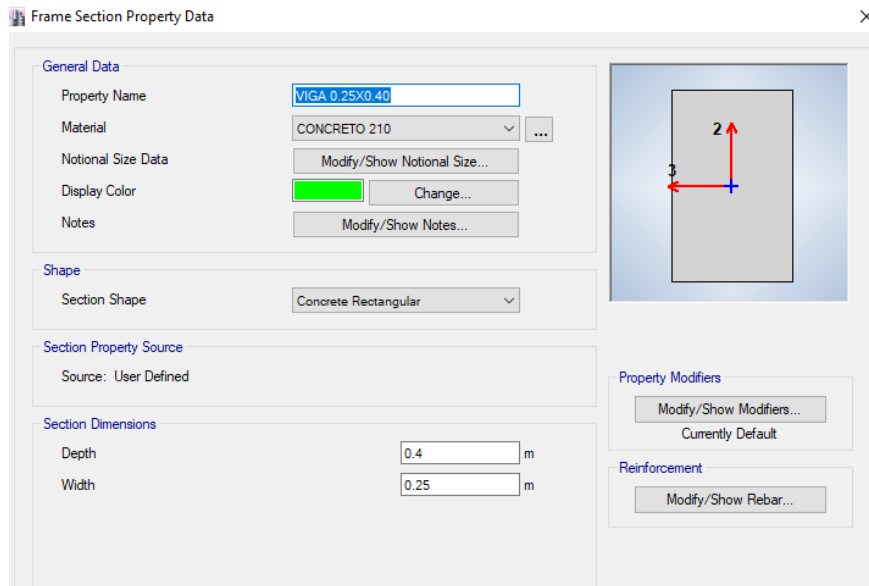 Frame Section Property Data
General Data
Property Name
VIGA 0.25X0.40
Material
CONCRETO 210
...
Notional Size Data
Modify/Show Notional Size...
Display Color
Change...
Notes
Modify/Show Notes...
2
3
Shape
Section Shape
Concrete Rectangular
Section Property Source
Source: User Defined
Property Modifiers
Modify/Show Modifiers...
Currently Default
Section Dimensions
Depth
0.4
m
Width
0.25
m
Reinforcement
Modify/Show Rebar...